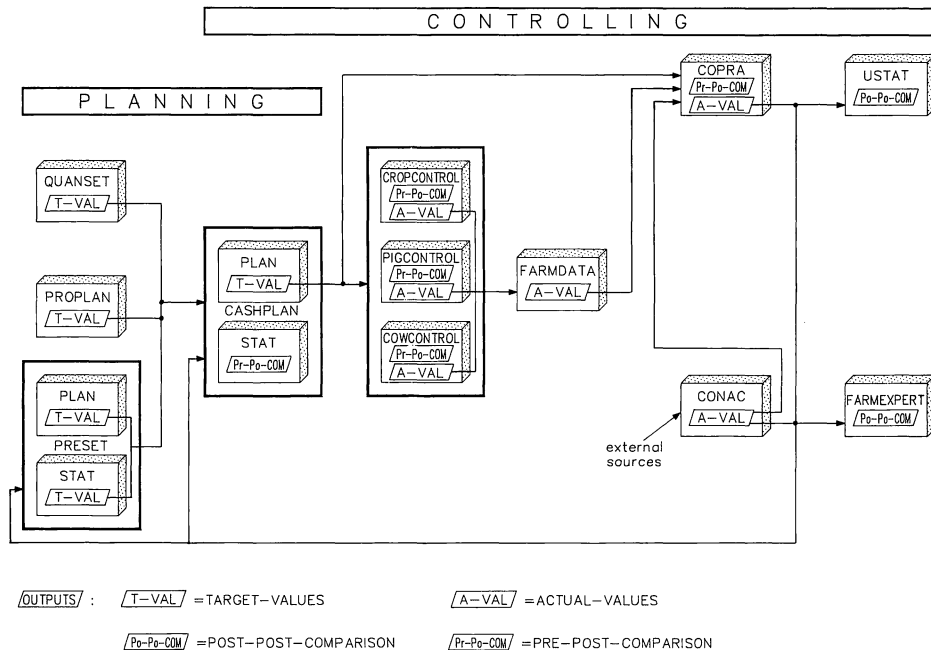 CONTROLLING
PLANNING
QUANSET
T-VAL
PROPLAN
T-VAL
PLAN
T-VAL
PRESET
STAT
T-VAL
PLAN
T-VAL
CASHPLAN
STAT
Pr-Po-COM
CROPCONTROL
Pr-Po-COM
A-VAL
PIGCONTROL
Pr-Po-COM
A-VAL
COWCONTROL
Pr-Po-COM
A-VAL
FARMDATA
A-VAL
COPRA
Pr-Po-COM
A-VAL
USTAT
Po-Po-COM
CONAC
A-VAL
external
sources
FARMEXPERT
Po-Po-COM
OUTPUTS : T-VAL =TARGET-VALUES A-VAL =ACTUAL-VALUES
Po-Po-COM =POST-POST-COMPARISON Pr-Po-COM =PRE-POST-COMPARISON